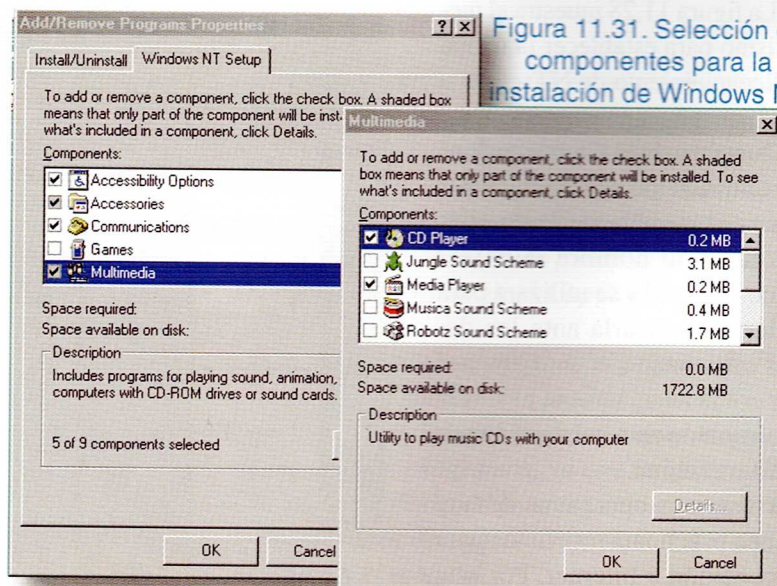 Add/Remove Programs Properties
Install/Uninstall
Windows NT Setup
To add or remove a component, click the check box. A shaded box
means that only part of the component will be
what's included in a component, click Details.
Components:
Accessibility Options
Accessories
Communications
Games
Multimedia
Space required:
Space available on disk:
Description
Includes programs for playing sound, animation,
computers with CD-ROM drives or sound cards.
5 of 9 components selected
OK
Cancel
Figura 11.31. Selección
componentes para la
instalación de Windows
Multimedia
To add or remove a component, click the check box. A shaded
box means that only part of the component will be installed. To see
what's included in a component, click Details.
Components:
CD Player 0.2 MB
Jungle Sound Scheme 3.1 MB
Media Player 0.2 MB
Musica Sound Scheme 0.4 MB
Robotz Sound Scheme 1.7 MB
Space required: 0.0 MB
Space available on disk: 1722.8 MB
Description
Utility to play music CDs with your computer
Details...
OK
Cancel